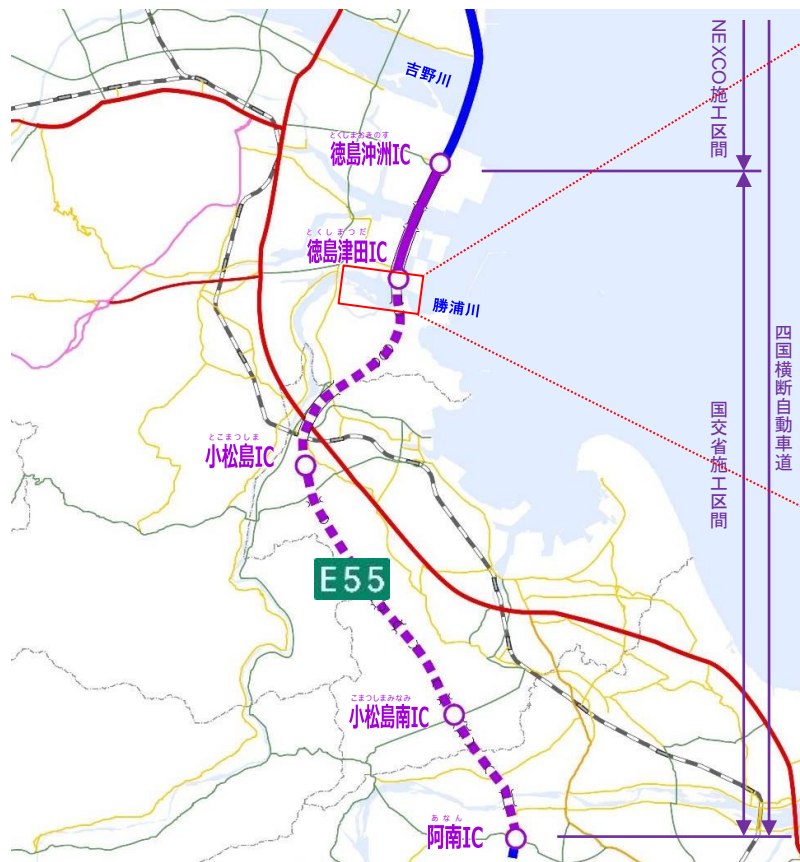 吉野川
NEXCO施工区間
とくしまおきのす
徳島沖洲IC
とくしまつだ
徳島津田IC
勝浦川
四国横断自動車道
国交省施工区間
とこまつしま
小松島IC
E55
こまつしまみなみ
小松島南IC
あなん
阿南IC